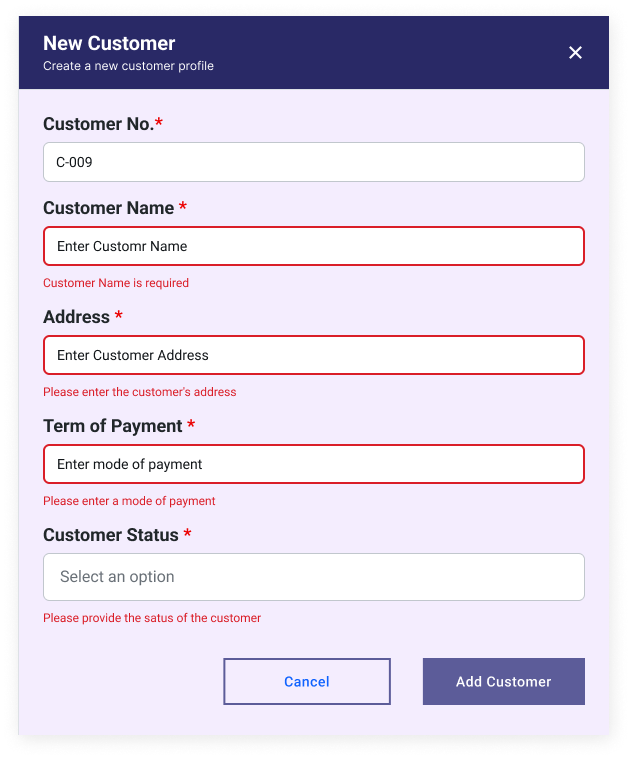 New Customer
Create a new customer profile
Customer No.*
C-009
Customer Name *
Enter Customr Name
Customer Name is required
Address *
Enter Customer Address
Please enter the customer's address
Term of Payment *
Enter mode of payment
Please enter a mode of payment
Customer Status *
Select an option
Please provide the satus of the customer
Cancel Add Customer